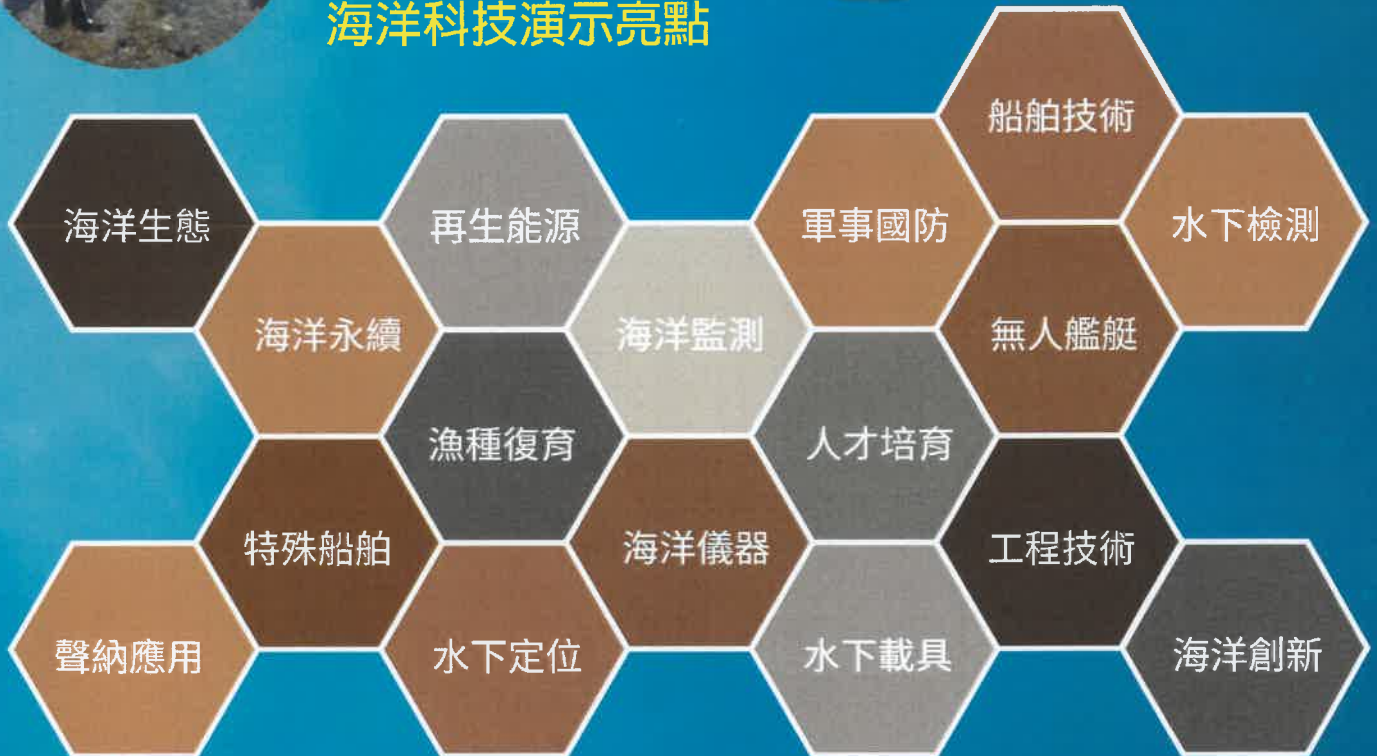 海洋科技演示亮點
船舶技術
海洋生態
再生能源
軍事國防
水下檢測
海洋永續
海洋監測
無人艦艇
漁種復育
人才培育
特殊船舶
海洋儀器
工程技術
聲納應用
水下定位
水下載具
海洋創新